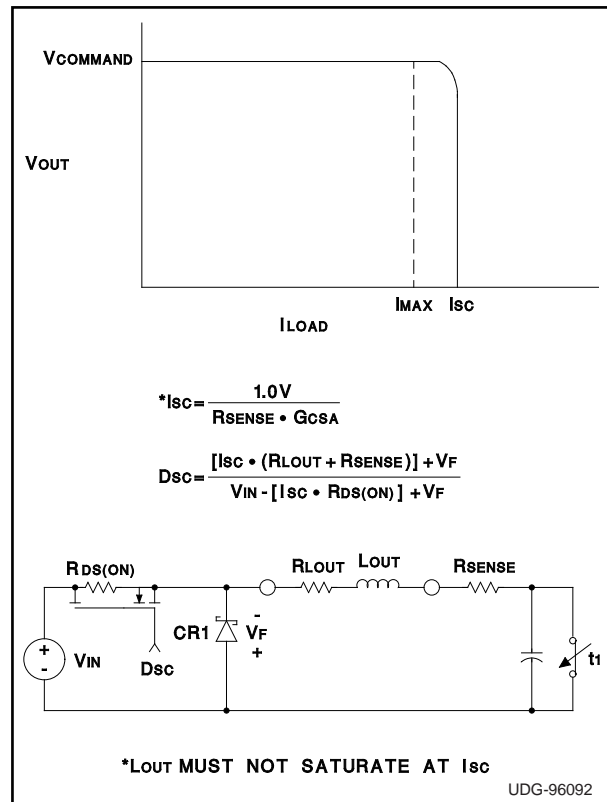 VCOMMAND
VOUT
IMAX ISC
ILOAD
*ISC= 1.0V / RSENSE • GCSA
DSC= [ISC • (RLOUT + RSENSE)] + VF / VIN - [ISC • RDS(ON)] + VF
RDS(ON) RLOUT LOUT RSENSE
+ - VIN
DSC
CR1
- VF +
t1
*LOUT MUST NOT SATURATE AT ISC
UDG-96092